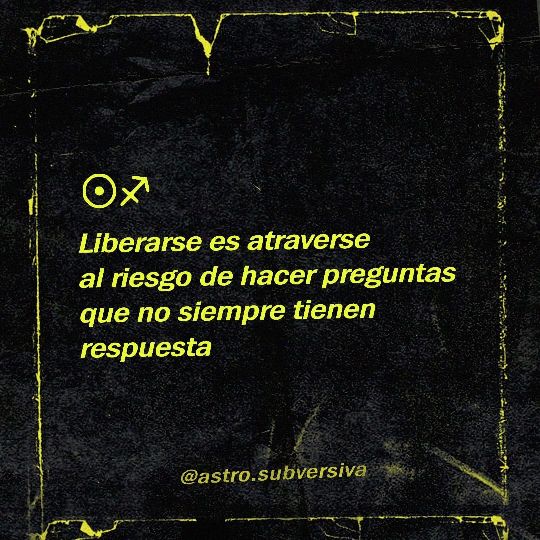 ☉♐
Liberarse es atraverse
al riesgo de hacer preguntas
que no siempre tienen
respuesta
@astro.subversiva